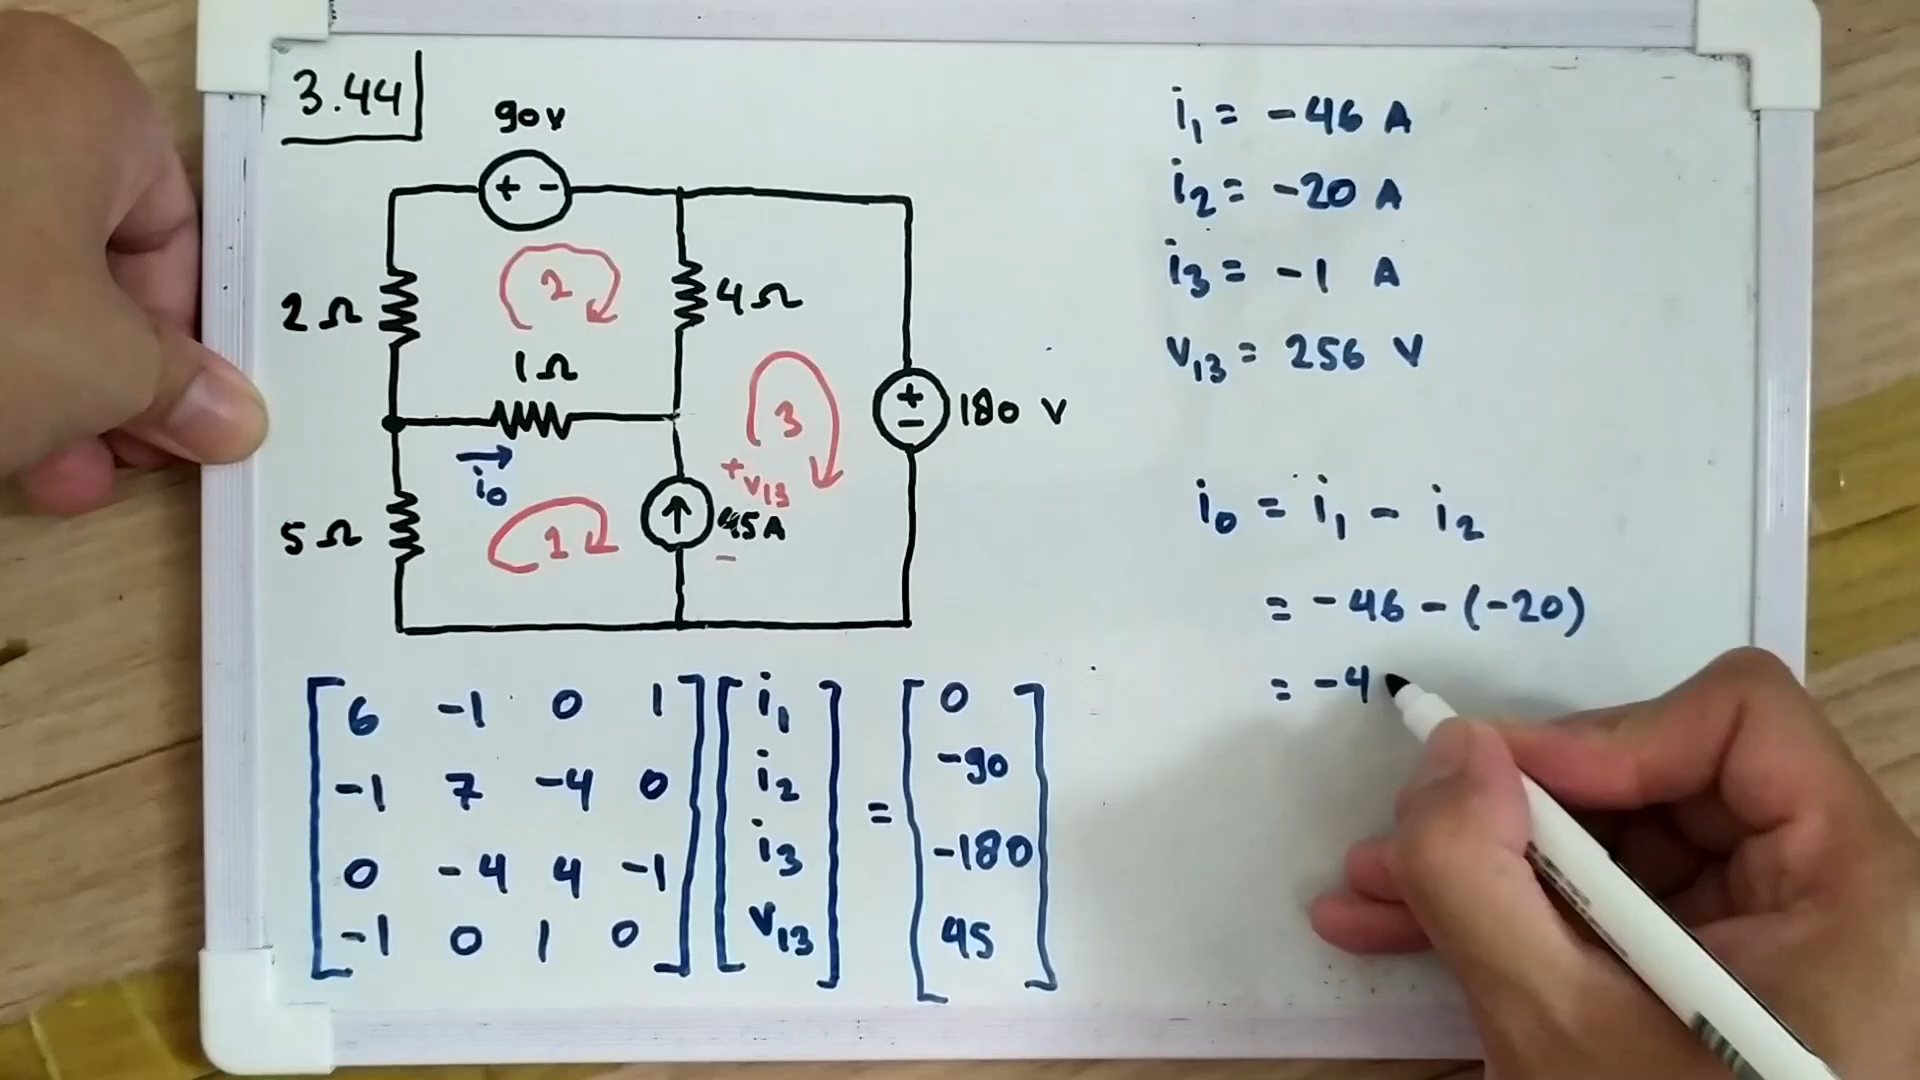 3.44
90v
+ -
2Ω
2
4Ω
1Ω
3
+
-
180 V
i0
+
v13
5Ω
1
45A
-
6 -1 0 1 i1 0
-1 7 -4 0 i2 = -90
0 -4 4 -1 i3 -180
-1 0 1 0 v13 45
i1 = -46 A
i2 = -20 A
i3 = -1 A
v13 = 256 V
i0 = i1 - i2
= -46 - (-20)
= -4